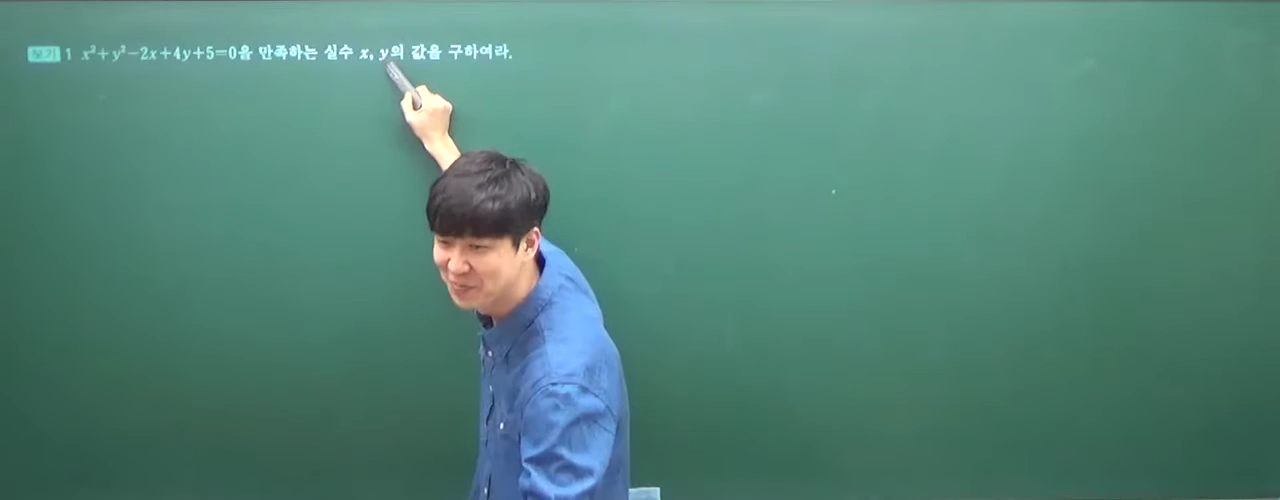 보기 1 x²+y²-2x+4y+5=0을 만족하는 실수 x, y의 값을 구하여라.